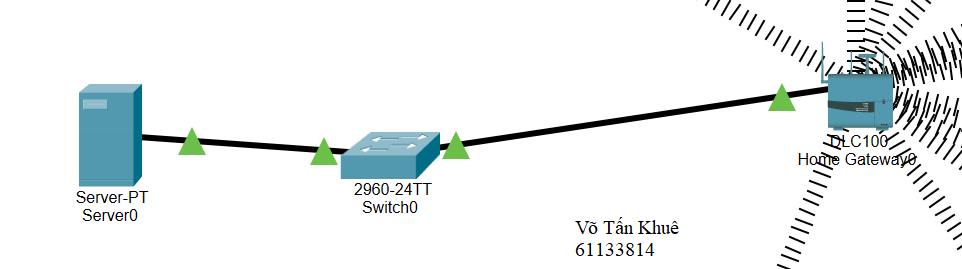 DLC100
Home Gateway0
Server-PT
Server0
2960-24TT
Switch0
Võ Tấn Khuê
61133814